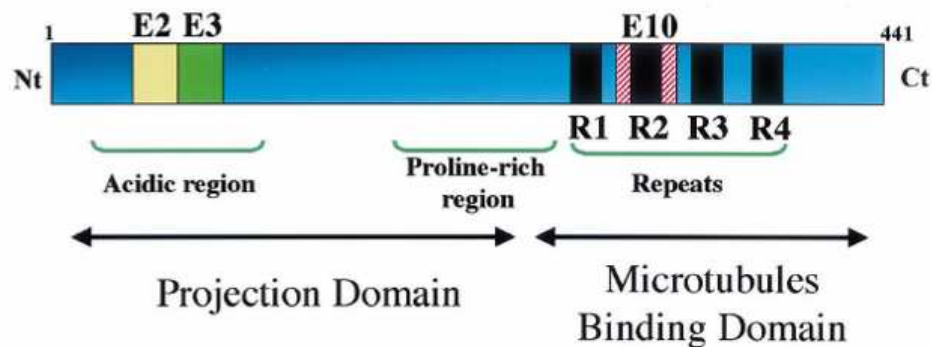 1 E2 E3 E10 441
Nt Ct
R1 R2 R3 R4
Acidic region
Proline-rich
region
Repeats
Projection Domain
Microtubules
Binding Domain